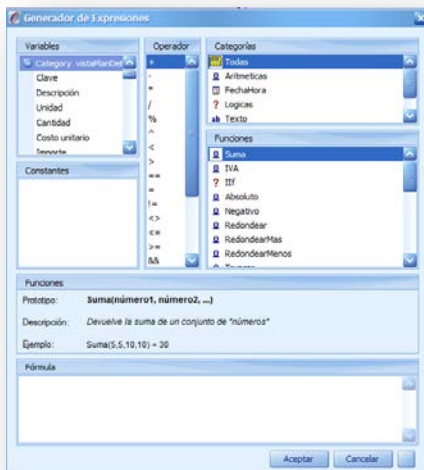 Generador de Expresiones
Variables
Category_vistaPlanDet
Clave
Descripción
Unidad
Cantidad
Costo unitario
Importe
Constantes
Operador
+
-
*
/
%
^
<
>
==
=
!=
<>
<=
>=
&&
Categorías
Todas
Aritmeticas
FechaHora
Logicas
Texto
Funciones
Suma
IVA
IIf
Absoluto
Negativo
Redondear
RedondearMas
RedondearMenos
Funciones
Prototipo: Suma(número1, número2, ...)
Descripción: Devuelve la suma de un conjunto de "números"
Ejemplo: Suma(5,5,10,10) = 30
Fórmula
Aceptar Cancelar